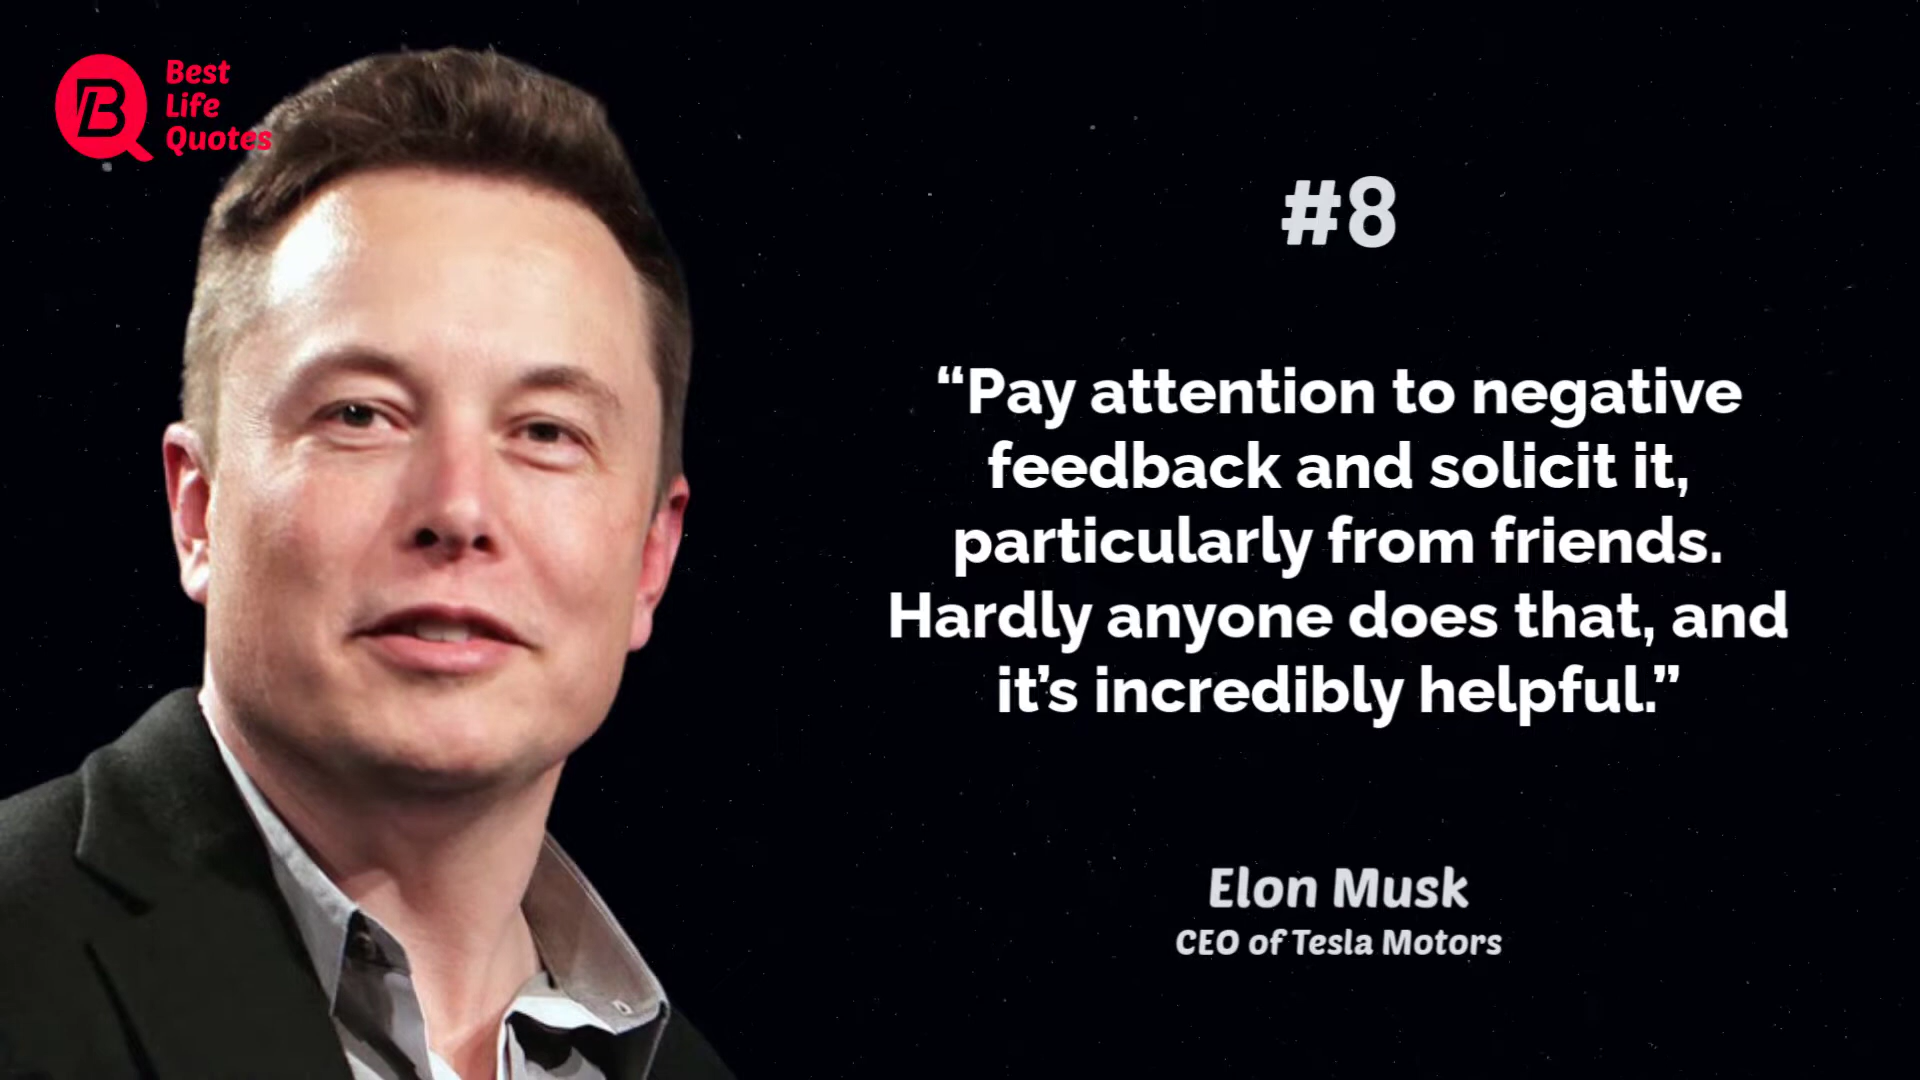 Best
Life
Quotes
#8
“Pay attention to negative
feedback and solicit it,
particularly from friends.
Hardly anyone does that, and
it’s incredibly helpful.”
Elon Musk
CEO of Tesla Motors